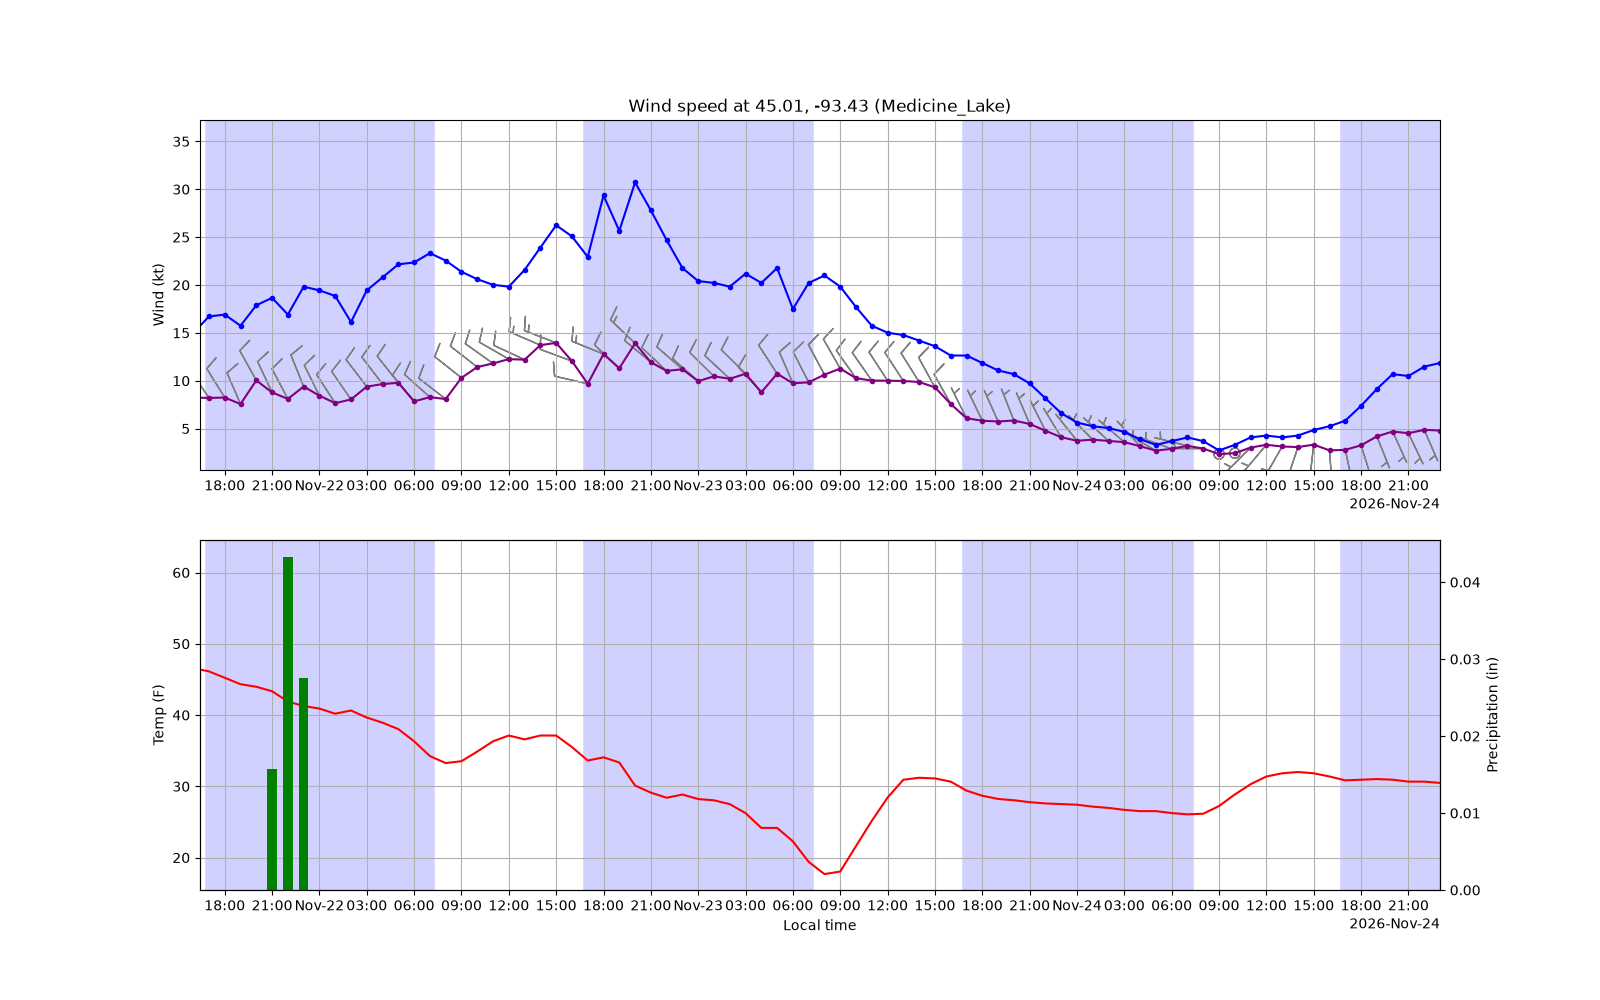 Wind speed at 45.01, -93.43 (Medicine_Lake)
35
30
25
20
15
10
5
Wind (kt)
18:00 21:00 Nov-22 03:00 06:00 09:00 12:00 15:00 18:00 21:00 Nov-23 03:00 06:00 09:00 12:00 15:00 18:00 21:00 Nov-24 03:00 06:00 09:00 12:00 15:00 18:00 21:00
2026-Nov-24
60
50
40
30
20
Temp (F)
0.04
0.03
0.02
0.01
0.00
Precipitation (in)
18:00 21:00 Nov-22 03:00 06:00 09:00 12:00 15:00 18:00 21:00 Nov-23 03:00 06:00 09:00 12:00 15:00 18:00 21:00 Nov-24 03:00 06:00 09:00 12:00 15:00 18:00 21:00
Local time
2026-Nov-24